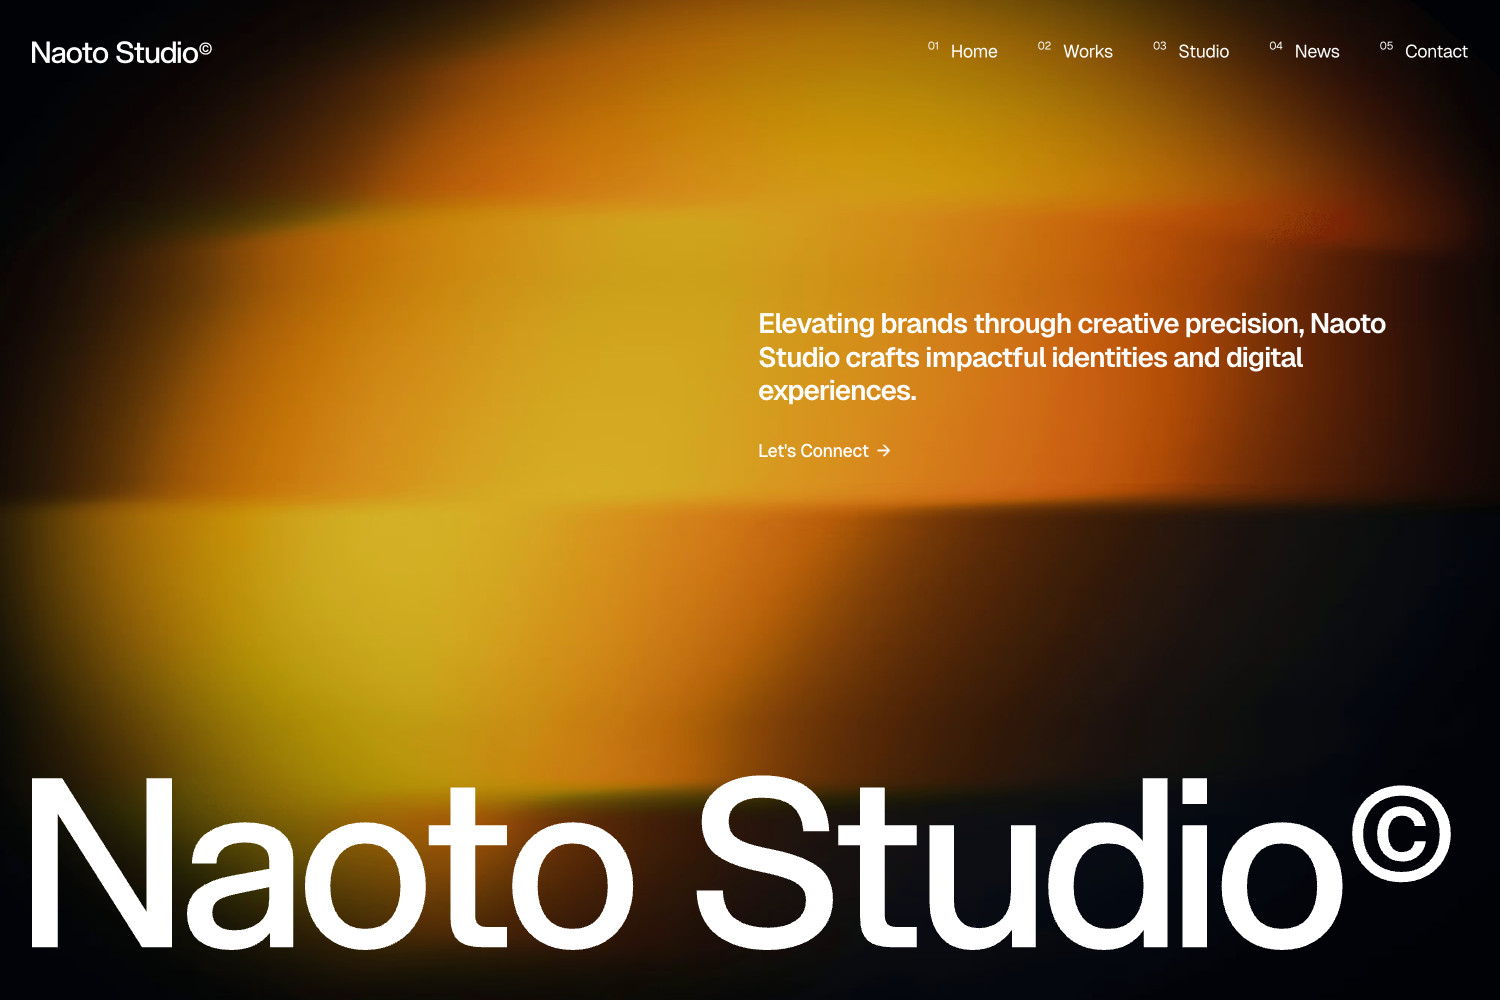 Naoto Studio©
01 Home 02 Works 03 Studio 04 News 05 Contact
Elevating brands through creative precision, Naoto
Studio crafts impactful identities and digital
experiences.
Let's Connect →
Naoto Studio©